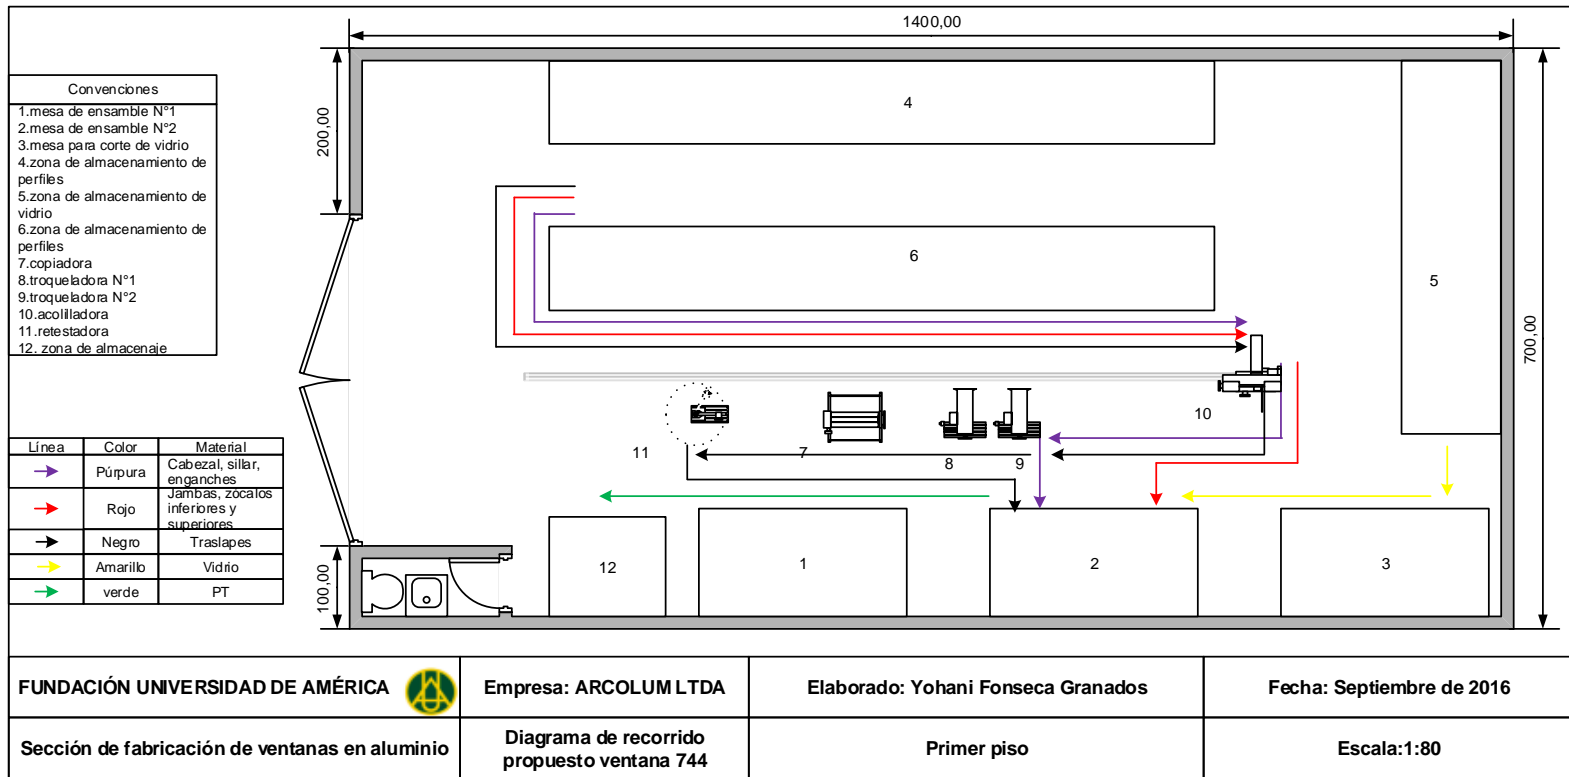 1400,00
Convenciones
1.mesa de ensamble N°1
2.mesa de ensamble N°2
3.mesa para corte de vidrio
4.zona de almacenamiento de
perfiles
5.zona de almacenamiento de
vidrio
6.zona de almacenamiento de
perfiles
7.copiadora
8.troqueladora N°1
9.troqueladora N°2
10.acolilladora
11.retestadora
12. zona de almacenaje
200,00
4
6
5
700,00
10
11
7
8
9
Línea Color Material
Púrpura
Cabezal, sillar,
enganches
Rojo
Jambas, zócalos
inferiores y
superiores
Negro Traslapes
Amarillo Vidrio
verde PT
100,00
12
1
2
3
FUNDACIÓN UNIVERSIDAD DE AMÉRICA
Empresa: ARCOLUM LTDA
Elaborado: Yohani Fonseca Granados
Fecha: Septiembre de 2016
Sección de fabricación de ventanas en aluminio
Diagrama de recorrido
propuesto ventana 744
Primer piso
Escala:1:80